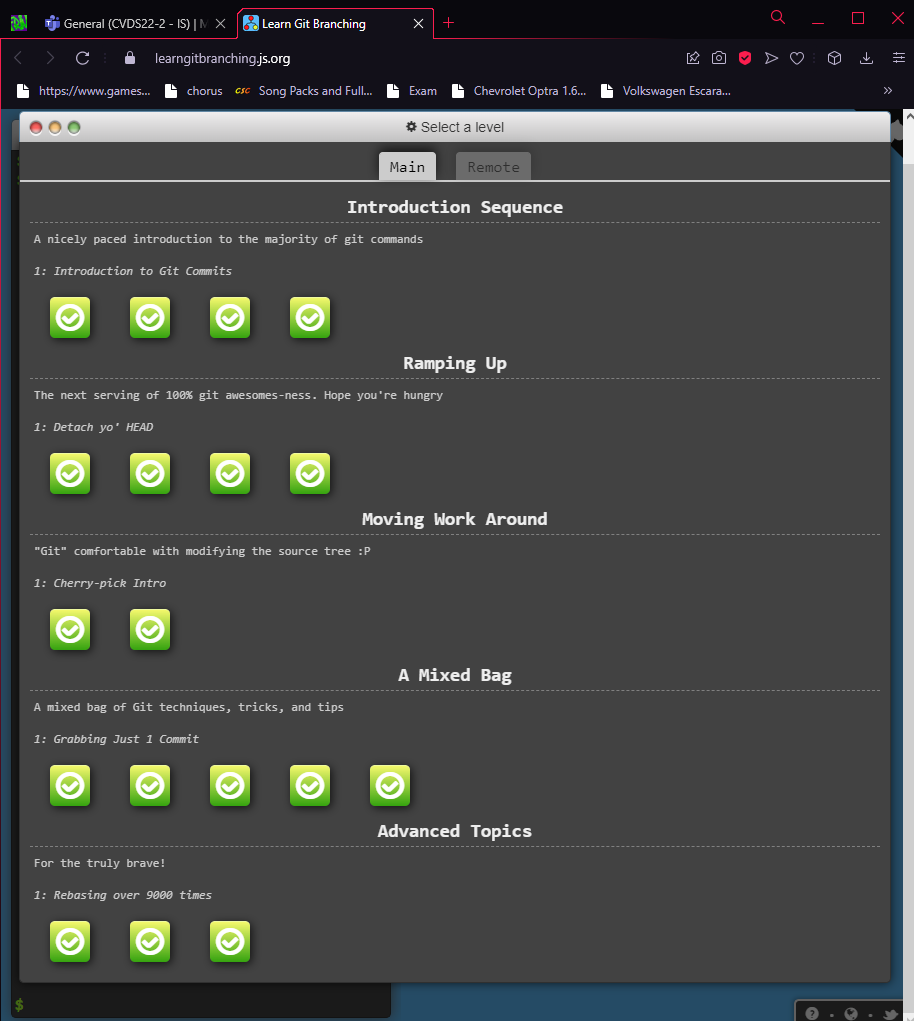 General (CVDS22-2 - IS) | M
Learn Git Branching
learngitbranching.js.org
https://www.games...
chorus
GSC
Song Packs and Full...
Exam
Chevrolet Optra 1.6...
Volkswagen Escara...
»
Select a level
Main
Remote
Introduction Sequence
A nicely paced introduction to the majority of git commands
1: Introduction to Git Commits
Ramping Up
The next serving of 100% git awesomes-ness. Hope you're hungry
1: Detach yo' HEAD
Moving Work Around
"Git" comfortable with modifying the source tree :P
1: Cherry-pick Intro
A Mixed Bag
A mixed bag of Git techniques, tricks, and tips
1: Grabbing Just 1 Commit
Advanced Topics
For the truly brave!
1: Rebasing over 9000 times
$